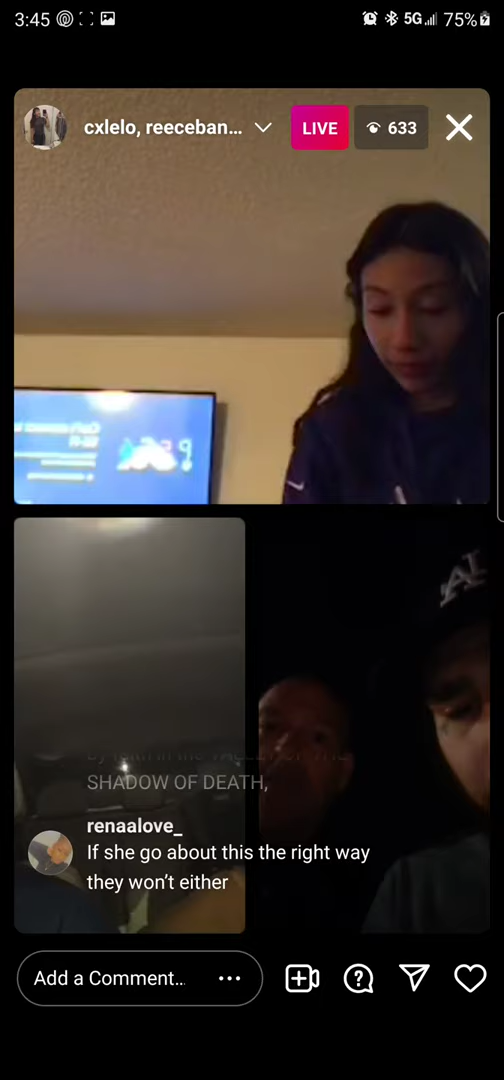 3:45
5G 75%
cxlelo, reeceban...
LIVE
633
SHADOW OF DEATH,
renaalove_
If she go about this the right way
they won't either
Add a Comment...